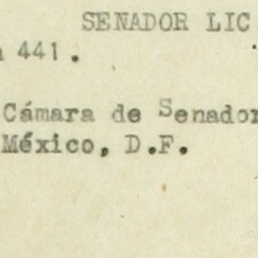 SENADOR LIC
441.
Cámara de Senador
México, D.F.